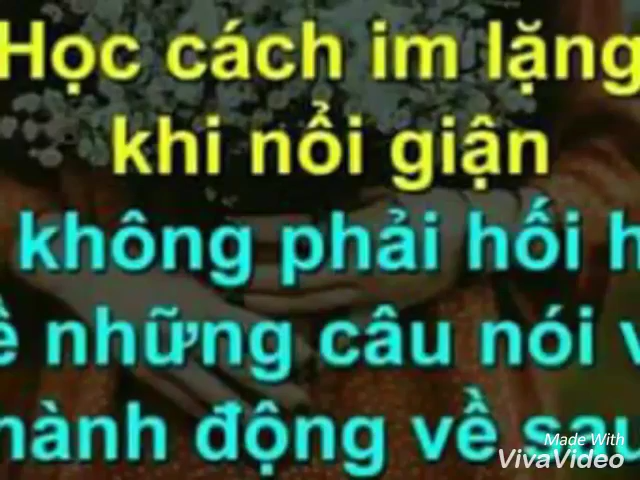 Học cách im lặng
khi nổi giận
không phải hối h
ề những câu nói v
hành động về sau
Made With
VivaVideo